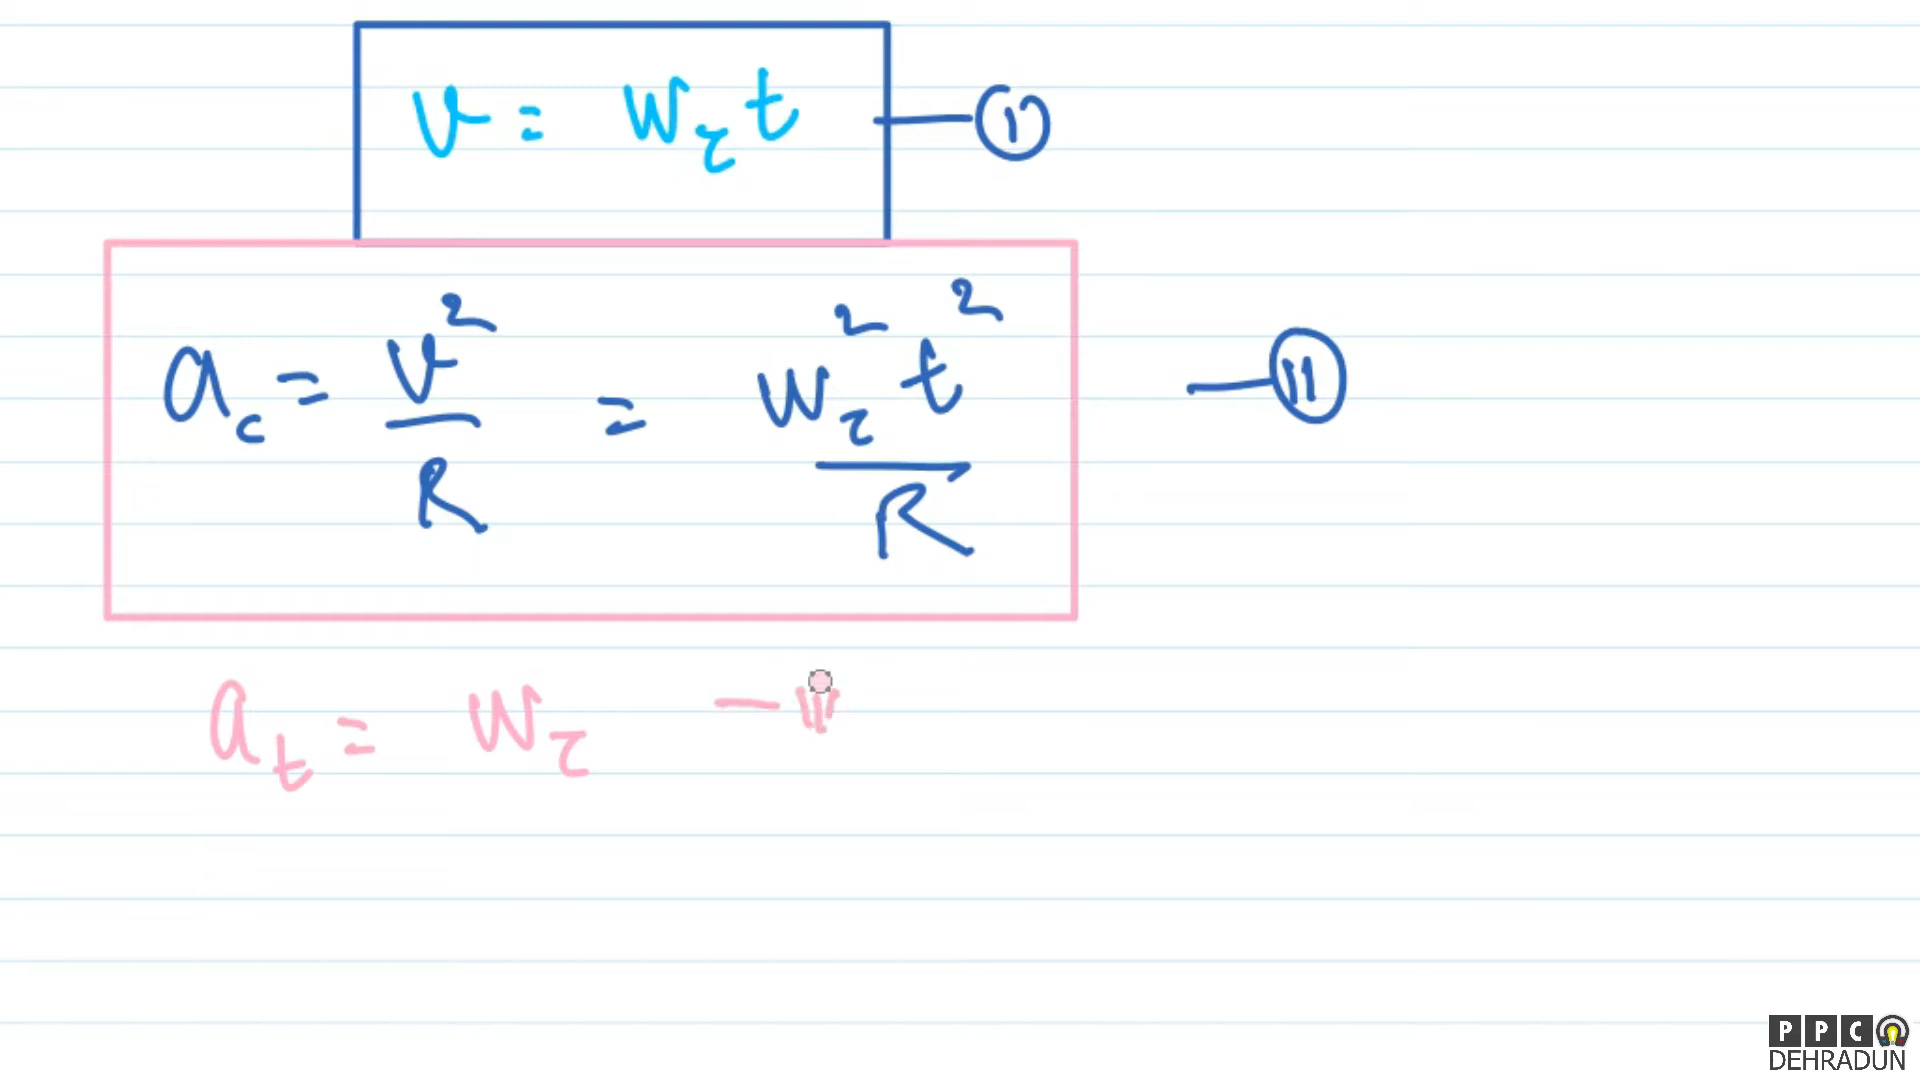 v = w_τ t — (I)
a_c = v²/R = w_τ² t²/R — (II)
a_t = w_τ — III
PPC
DEHRADUN